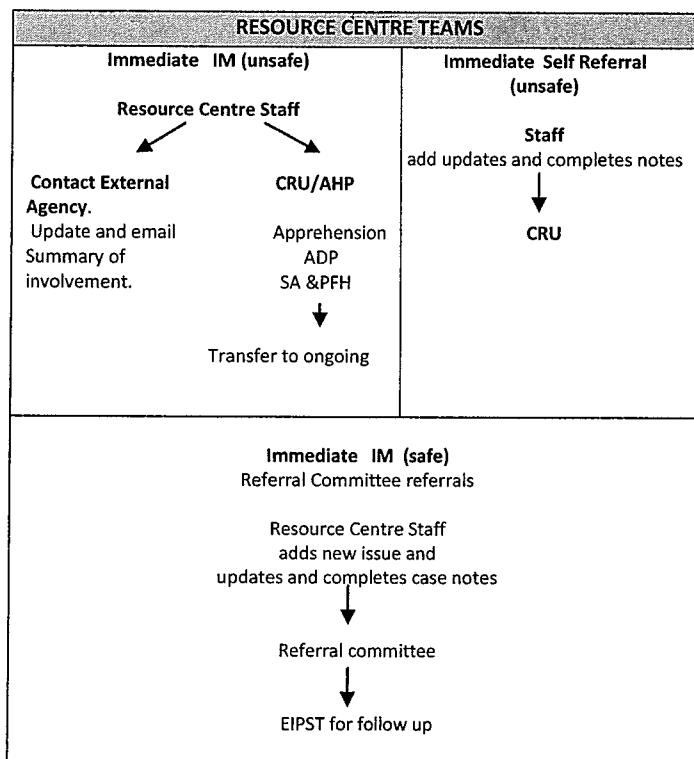 RESOURCE CENTRE TEAMS
Immediate IM (unsafe)
Resource Centre Staff
Contact External
Agency.
Update and email
Summary of
involvement.
CRU/AHP
Apprehension
ADP
SA &PFH
Transfer to ongoing
Immediate Self Referral
(unsafe)
Staff
add updates and completes notes
CRU
Immediate IM (safe)
Referral Committee referrals
Resource Centre Staff
adds new issue and
updates and completes case notes
Referral committee
EIPST for follow up